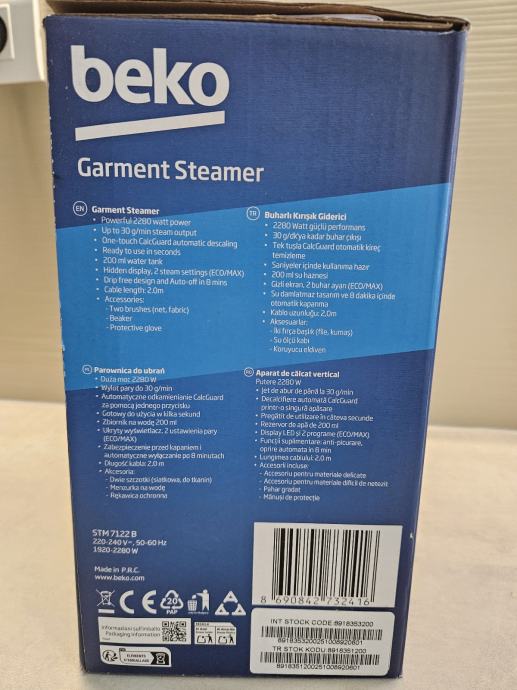 beko
Garment Steamer
EN Garment Steamer
• Powerful 2280 watt power
• Up to 30 g/min steam output
• One-touch CalcGuard automatic descaling
• Ready to use in seconds
• 200 ml water tank
• Hidden display, 2 steam settings (ECO/MAX)
• Drip free design and Auto-off in 8 mins
• Cable length: 2.0m
• Accessories:
- Two brushes (net, fabric)
- Beaker
- Protective glove
TR Buharlı Kırışık Giderici
• 2280 Watt güçlü performans
• 30 g/dk'ya kadar buhar çıkışı
• Tek tuşla CalcGuard otomatik kireç
temizleme
• Saniyeler içinde kullanıma hazır
• 200 ml su haznesi
• Gizli ekran, 2 buhar ayarı (ECO/MAX)
• Su damlatmaz tasarım ve 8 dakika içinde
otomatik kapanma
• Kablo uzunluğu: 2,0m
• Aksesuarlar:
- İki fırça başlık (file, kumaş)
- Su ölçü kabı
- Koruyucu eldiven
PL Parownica do ubrań
• Duża moc 2280 W
• Wylot pary do 30 g/min
• Automatyczne odkamienianie CalcGuard
za pomocą jednego przycisku
• Gotowy do użycia w kilka sekund
• Zbiornik na wodę 200 ml
• Ukryty wyświetlacz, 2 ustawienia pary
(ECO/MAX)
• Zabezpieczenie przed kapaniem i
automatyczne wyłączanie po 8 minutach
• Długość kabla: 2,0 m
• Akcesoria:
- Dwie szczotki (siatkowa, do tkanin)
- Menzurka na wodę
- Rękawica ochronna
RO Aparat de călcat vertical
Putere 2280 W
• Jet de abur de până la 30 g/min
• Decalcifiere automată CalcGuard
printr-o singură apăsare
• Pregătit de utilizare în câteva secunde
• Rezervor de apă de 200 ml
• Display LED și 2 programe (ECO/MAX)
• Funcții suplimentare: anti-picurare,
oprire automata in 8 min
• Lungimea cablului: 2.0 m
• Accesorii incluse:
- Accesoriu pentru materiale delicate
- Accesoriu pentru materiale dificil de netezit
- Pahar gradat
- Mănuși de protecție
STM 7122 B
220-240 V~, 50-60 Hz
1920-2280 W
Made in P.R.C.
www.beko.com
20
PAP
8 690842 732416
Informazioni sull'imballo
Packaging Information
INT STOCK CODE:8918353200
8918353200251008920601
TR STOK KODU:8918351200
8918351200251008920601
FR
ELEMENTS
D'EMBALLAGE